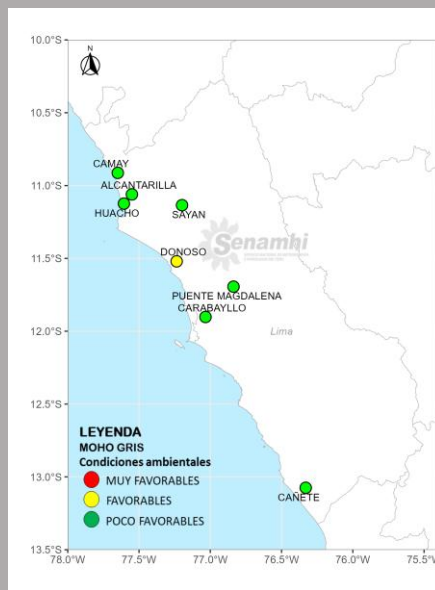 10.0°S
N
10.5°S
CAMAY
11.0°S
ALCANTARILLA
HUACHO
SAYAN
Senamhi
DONOSO
11.5°S
PUENTE MAGDALENA
CARABAYLLO
12.0°S
Lima
12.5°S
LEYENDA
MOHO GRIS
Condiciones ambientales
MUY FAVORABLES
FAVORABLES
POCO FAVORABLES
13.0°S
CAÑETE
13.5°S
78.0°W 77.5°W 77.0°W 76.5°W 76.0°W 75.5°